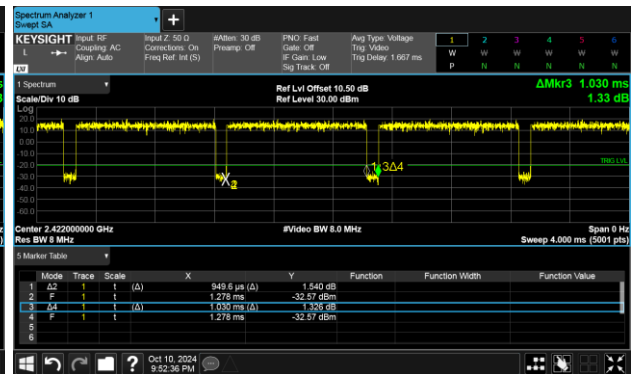 Spectrum Analyzer 1
Swept SA
KEYSIGHT Input: RF Input Z: 50 Ω #Atten: 30 dB PNO: Fast Avg Type: Voltage 1 2 3 4 5 6
L Coupling: AC Corrections: On Preamp: Off Gate: Off Trig: Video W W W W W W
Align: Auto Freq Ref: Int (S) IF Gain: Low Trig Delay: 1.667 ms P N N N N N
LXI Sig Track: Off
1 Spectrum Ref Lvl Offset 10.50 dB ΔMkr3 1.030 ms
Scale/Div 10 dB Ref Level 30.00 dBm 1.33 dB
Log
20.0
10.0
0.00
-10.0
-20.0 TRIG LVL
-30.0
-40.0
-50.0
-60.0
Center 2.422000000 GHz #Video BW 8.0 MHz Span 0 Hz
Res BW 8 MHz Sweep 4.000 ms (5001 pts)
5 Marker Table
Mode Trace Scale X Y Function Function Width Function Value
1 Δ2 1 t (Δ) 949.6 µs (Δ) 1.540 dB
2 F 1 t 1.278 ms -32.57 dBm
3 Δ4 1 t (Δ) 1.030 ms (Δ) 1.326 dB
4 F 1 t 1.278 ms -32.57 dBm
5
6
? Oct 10, 2024
9:52:36 PM